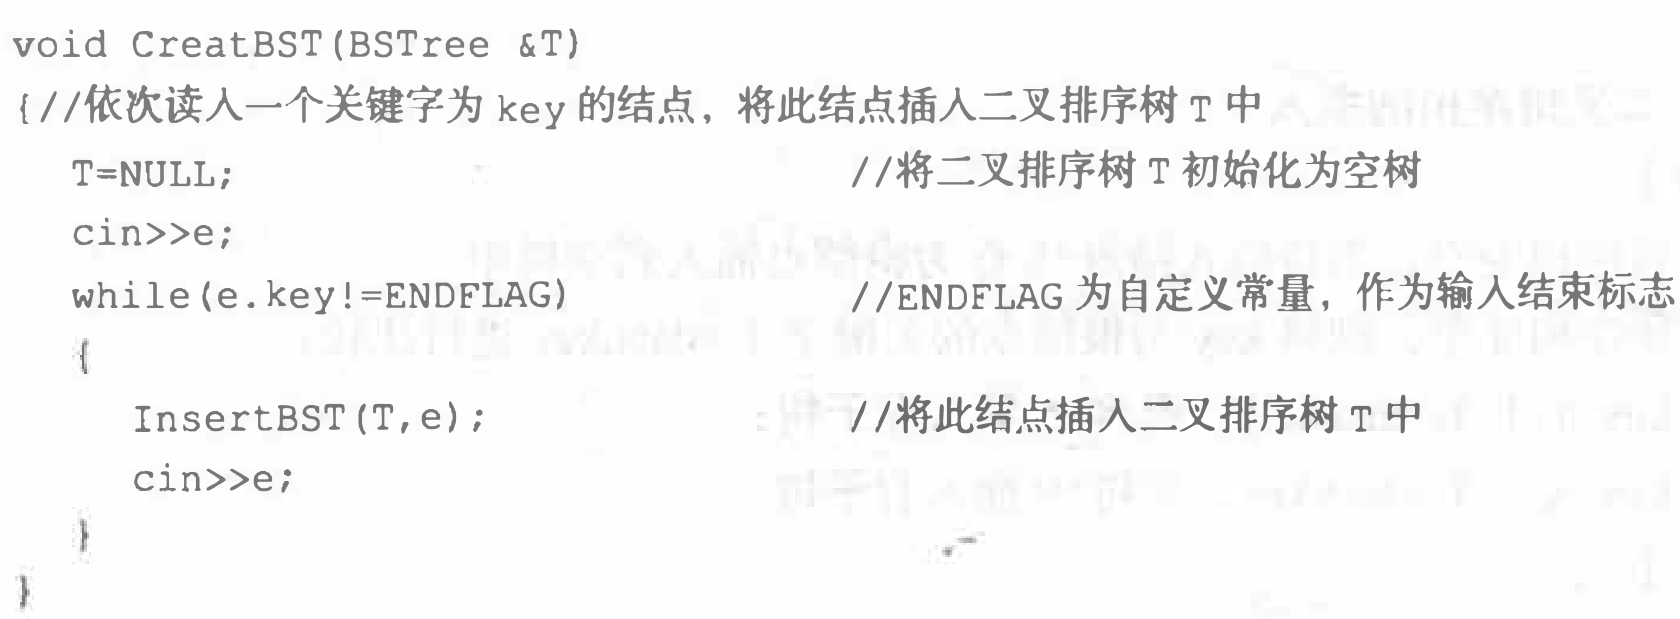 void CreatBST(BSTree &T)
{//依次读入一个关键字为 key 的结点，将此结点插入二叉排序树 T 中
T=NULL; //将二叉排序树 T 初始化为空树
cin>>e;
while(e.key!=ENDFLAG) //ENDFLAG 为自定义常量，作为输入结束标志
{
InsertBST(T,e); //将此结点插入二叉排序树 T 中
cin>>e;
}
}